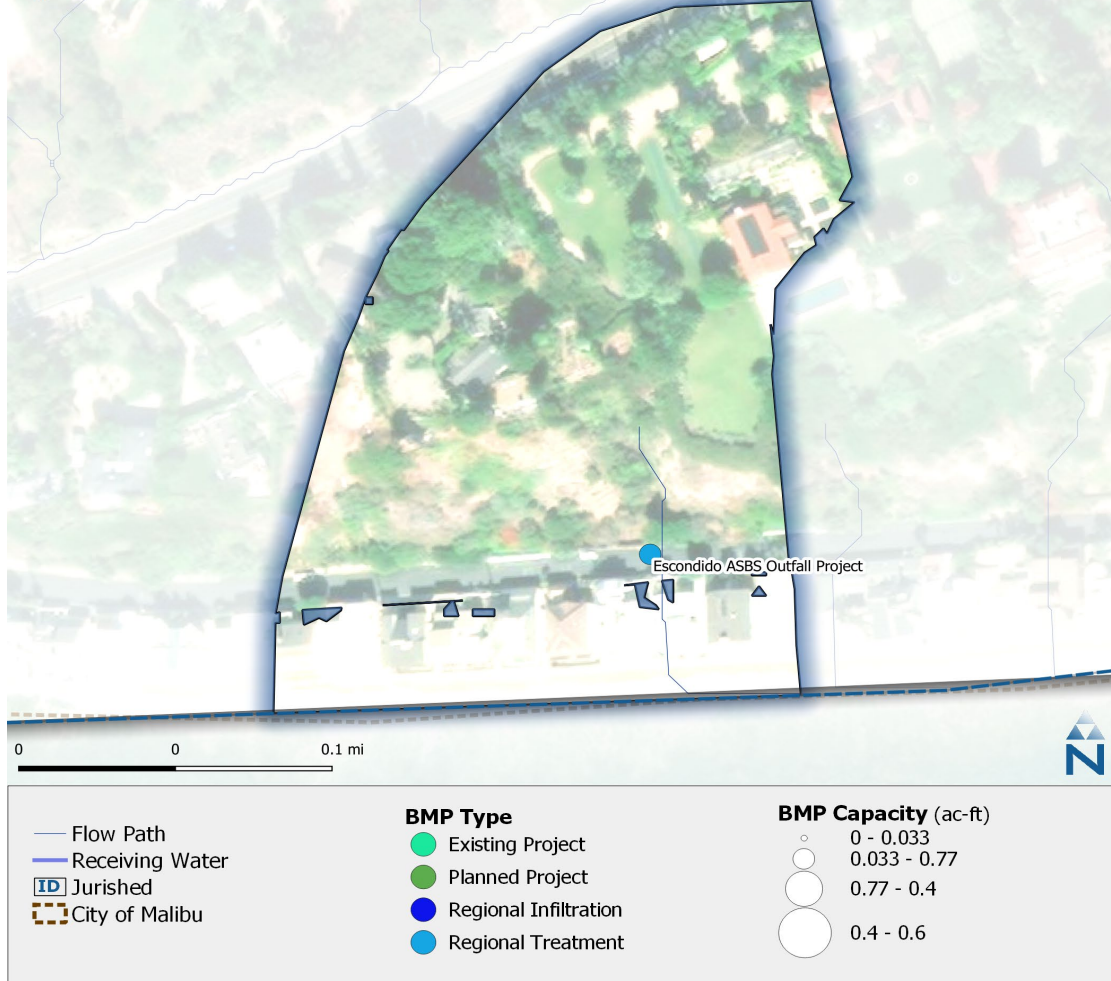 Escondido ASBS Outfall Project
0 0 0.1 mi
N
Flow Path
Receiving Water
ID Jurished
City of Malibu
BMP Type
Existing Project
Planned Project
Regional Infiltration
Regional Treatment
BMP Capacity (ac-ft)
0 - 0.033
0.033 - 0.77
0.77 - 0.4
0.4 - 0.6